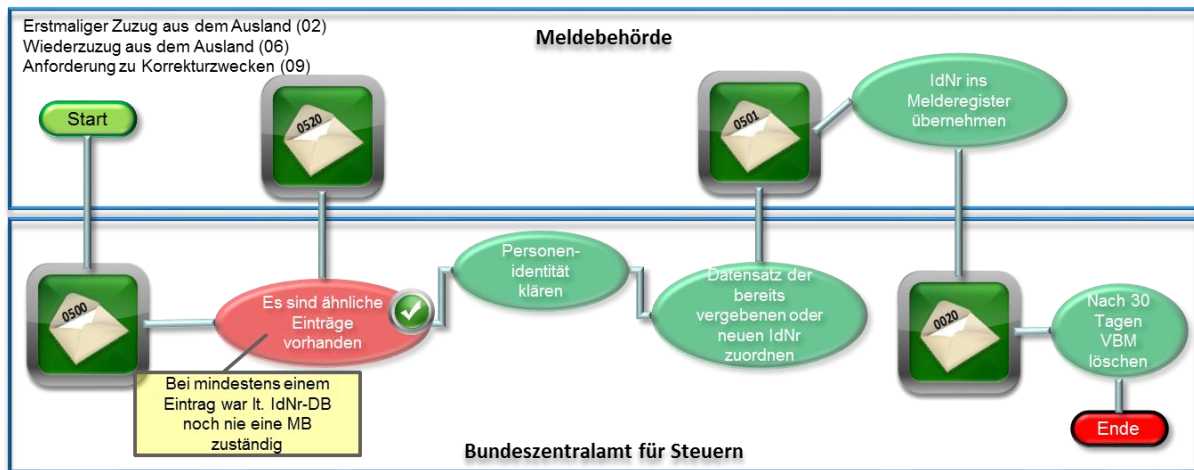 Erstmaliger Zuzug aus dem Ausland (02)
Wiederzuzug aus dem Ausland (06)
Anforderung zu Korrekturzwecken (09)
Meldebehörde
Start
0520
0501
IdNr ins
Melderegister
übernehmen
0500
Es sind ähnliche
Einträge
vorhanden
Personen-
identität
klären
Datensatz der
bereits
vergebenen oder
neuen IdNr
zuordnen
0020
Nach 30
Tagen
VBM
löschen
Bei mindestens einem
Eintrag war lt. IdNr-DB
noch nie eine MB
zuständig
Ende
Bundeszentralamt für Steuern